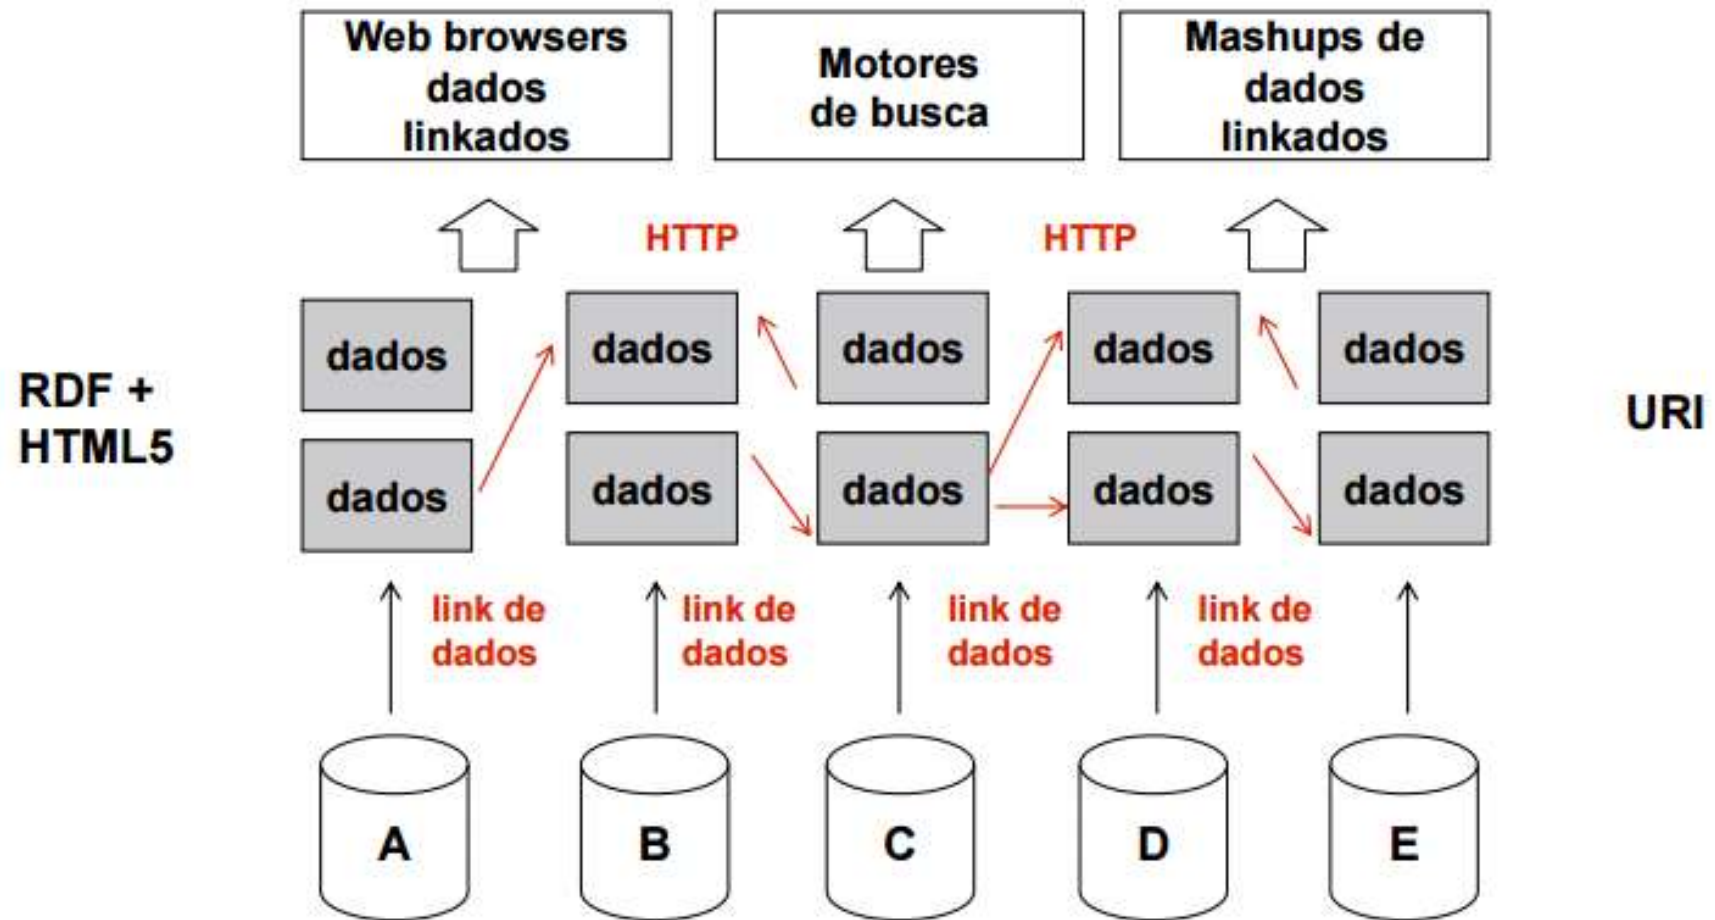 Web browsers
dados
linkados
Motores
de busca
Mashups de
dados
linkados
HTTP
HTTP
dados
dados
dados
dados
dados
RDF +
HTML5
URI
dados
dados
dados
dados
dados
link de
dados
link de
dados
link de
dados
link de
dados
A
B
C
D
E